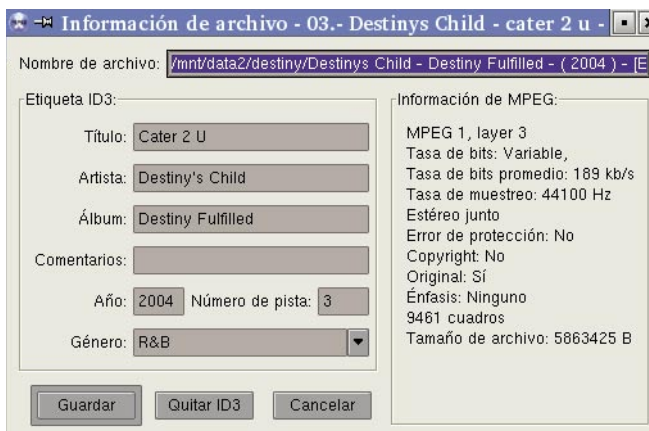 Información de archivo - 03.- Destinys Child - cater 2 u -
Nombre de archivo: /mnt/data2/destiny/Destinys Child - Destiny Fulfilled - ( 2004 ) - [E
Etiqueta ID3:
Título: Cater 2 U
Artista: Destiny's Child
Álbum: Destiny Fulfilled
Comentarios:
Año: 2004 Número de pista: 3
Género: R&B
Guardar Quitar ID3 Cancelar
Información de MPEG:
MPEG 1, layer 3
Tasa de bits: Variable,
Tasa de bits promedio: 189 kb/s
Tasa de muestreo: 44100 Hz
Estéreo junto
Error de protección: No
Copyright: No
Original: Sí
Énfasis: Ninguno
9461 cuadros
Tamaño de archivo: 5863425 B